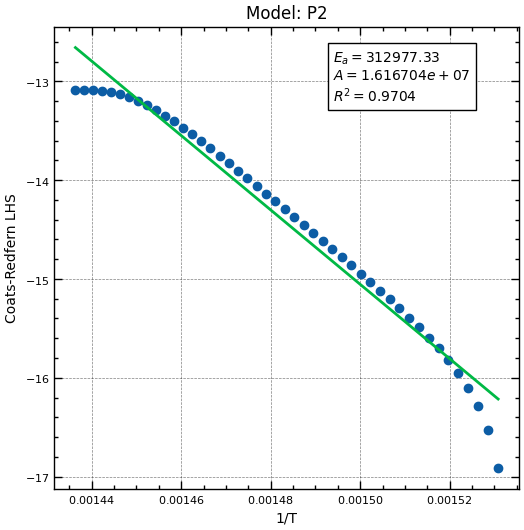 Model: P2
E_a = 312977.33
A = 1.616704e + 07
R^2 = 0.9704
Coats-Redfern LHS
−13
−14
−15
−16
−17
0.00144 0.00146 0.00148 0.00150 0.00152
1/T